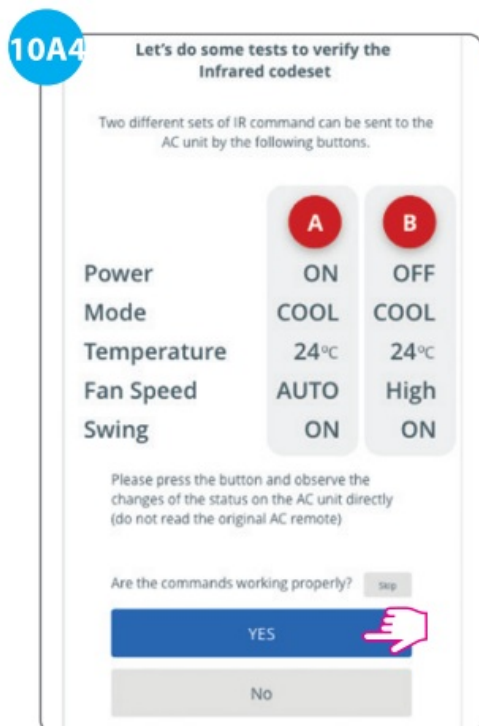 10A4
Let's do some tests to verify the
Infrared codeset
Two different sets of IR command can be sent to the
AC unit by the following buttons.
A B
Power ON OFF
Mode COOL COOL
Temperature 24°C 24°C
Fan Speed AUTO High
Swing ON ON
Please press the button and observe the
changes of the status on the AC unit directly
(do not read the original AC remote)
Are the commands working properly? Skip
YES
No